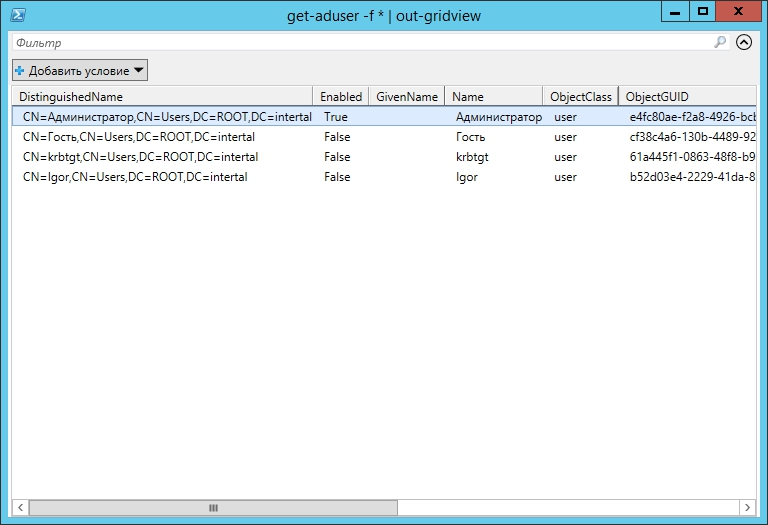 get-aduser -f * | out-gridview
Фильтр
Добавить условие
DistinguishedName Enabled GivenName Name ObjectClass ObjectGUID
CN=Администратор,CN=Users,DC=ROOT,DC=intertal True Администратор user e4fc80ae-f2a8-4926-bcb
CN=Гость,CN=Users,DC=ROOT,DC=intertal False Гость user cf38c4a6-130b-4489-92
CN=krbtgt,CN=Users,DC=ROOT,DC=intertal False krbtgt user 61a445f1-0863-48f8-b9
CN=Igor,CN=Users,DC=ROOT,DC=intertal False Igor user b52d03e4-2229-41da-8